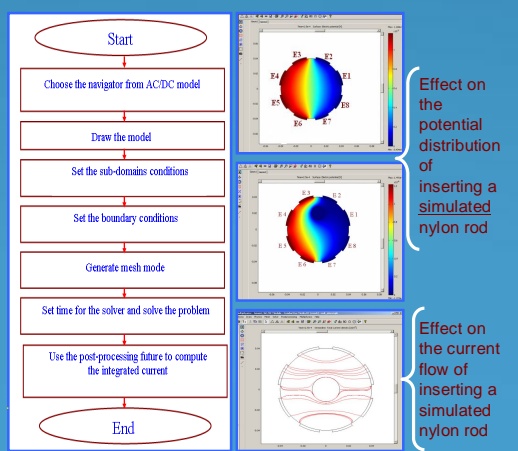 Start
Choose the navigator from AC/DC model
Draw the model
Set the sub-domains conditions
Set the boundary conditions
Generate mesh mode
Set time for the solver and solve the problem
Use the post-processing future to compute
the integrated current
End
E3
E2
E4
E1
E5
E8
E6
E7
E 3
E 2
E 4
E 1
E 5
E 8
E 6
E 7
Effect on
the
potential
distribution
of
inserting a
simulated
nylon rod
Effect on
the current
flow of
inserting a
simulated
nylon rod